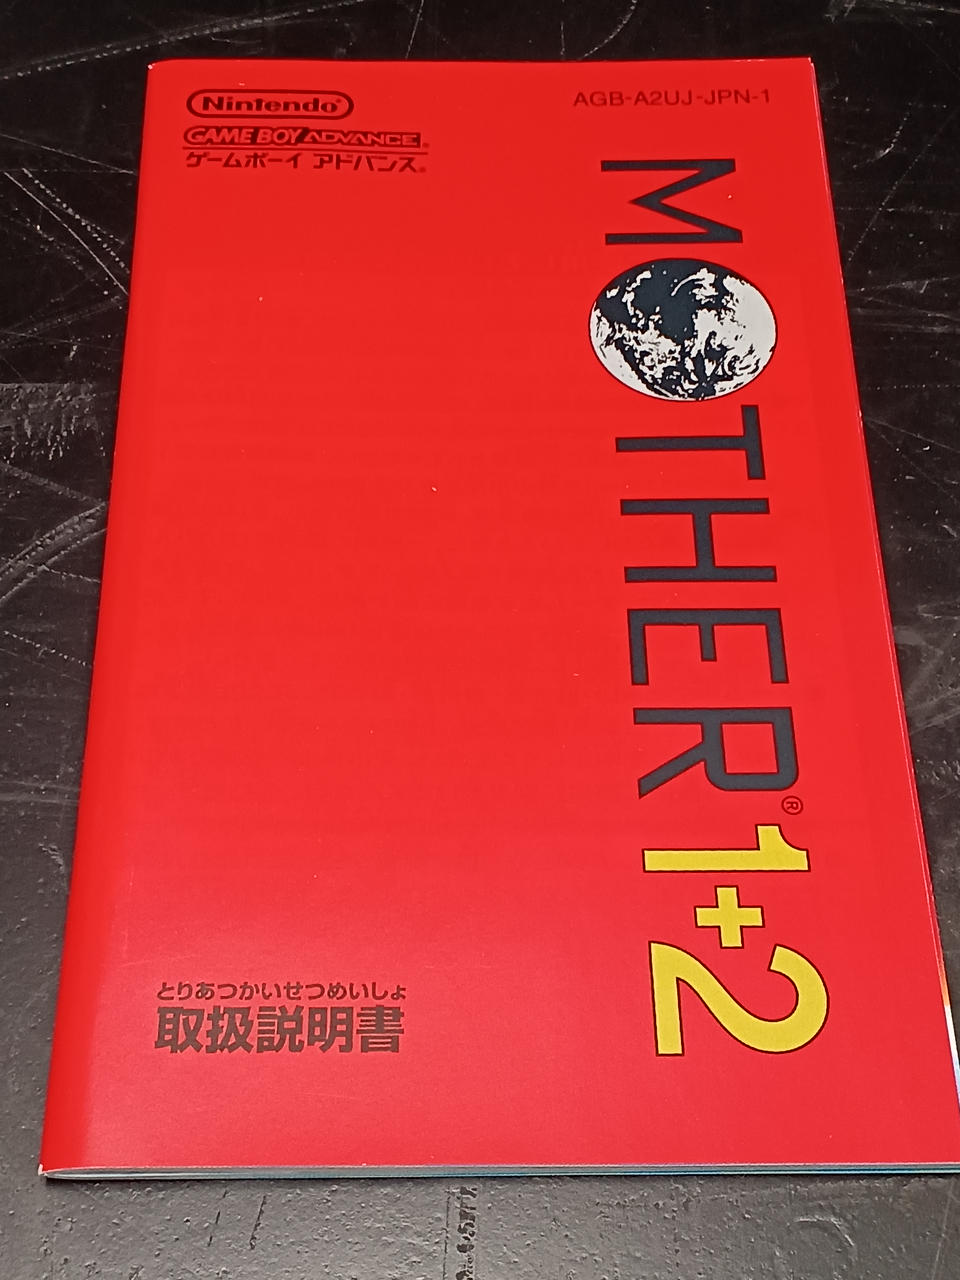 Nintendo®
GAME BOY ADVANCE®
ゲームボーイ アドバンス®
AGB-A2UJ-JPN-1
MOTHER®1+2
とりあつかいせつめいしょ
取扱説明書